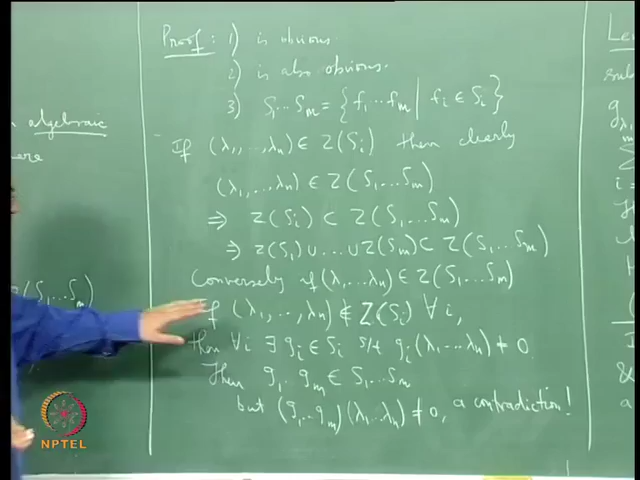 algebraic
Proof: 1) is obvious.
2) is also obvious.
3) S₁...Sₘ = {f₁...fₘ | fᵢ ∈ Sᵢ}
If (λ₁,...,λₙ) ∈ Z(Sᵢ) then clearly
(λ₁,...λₙ) ∈ Z(S₁...Sₘ)
⇒ Z(Sᵢ) ⊂ Z(S₁...Sₘ)
⇒ Z(S₁)∪...∪Z(Sₘ) ⊂ Z(S₁...Sₘ)
Conversely if (λ₁,...λₙ) ∈ Z(S₁...Sₘ)
If (λ₁,...,λₙ) ∉ Z(Sᵢ) ∀ i,
then ∀i ∃ gᵢ ∈ Sᵢ s/t gᵢ(λ₁...λₙ) ≠ 0.
Then g₁...gₘ ∈ S₁...Sₘ
but (g₁...gₘ)(λ₁...λₙ) ≠ 0, a contradiction!
NPTEL